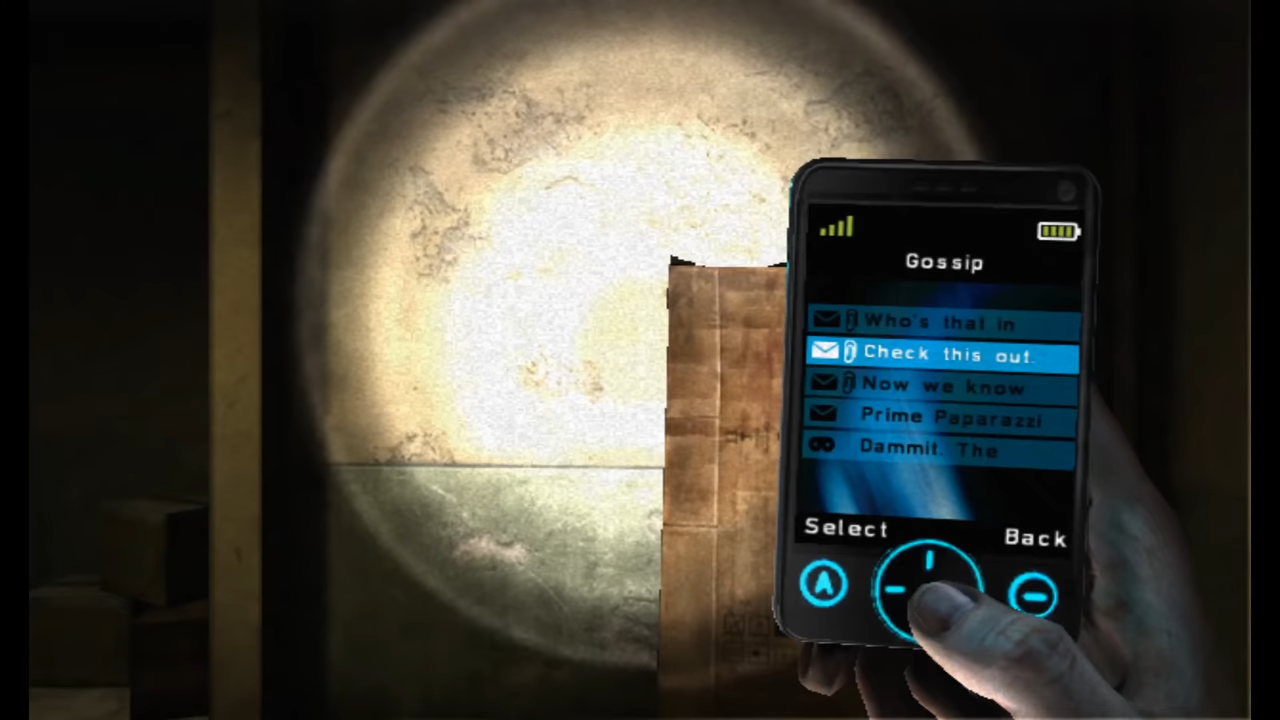 Gossip
Who's that in
Check this out.
Now we know
Prime Paparazzi
Dammit. The
Select
Back
A